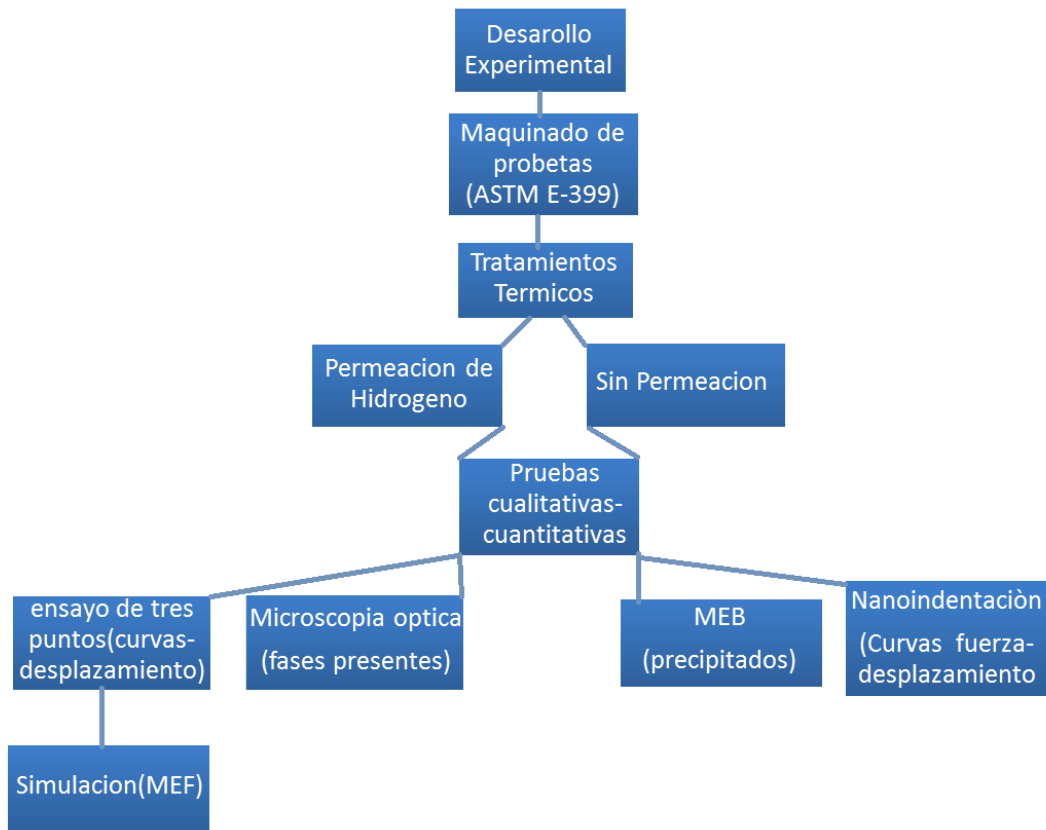 Desarollo
Experimental
Maquinado de
probetas
(ASTM E-399)
Tratamientos
Termicos
Permeacion de
Hidrogeno
Sin Permeacion
Pruebas
cualitativas-
cuantitativas
ensayo de tres
puntos(curvas-
desplazamiento)
Microscopia optica
(fases presentes)
MEB
(precipitados)
Nanoindentaciòn
(Curvas fuerza-
desplazamiento
Simulacion(MEF)